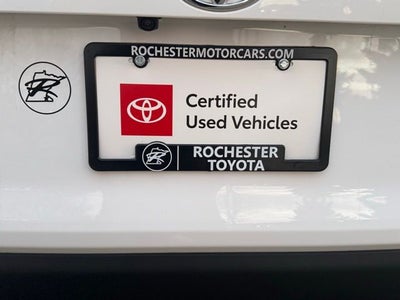 ROCHESTERMOTORCARS.COM
Certified
Used Vehicles
ROCHESTER
TOYOTA